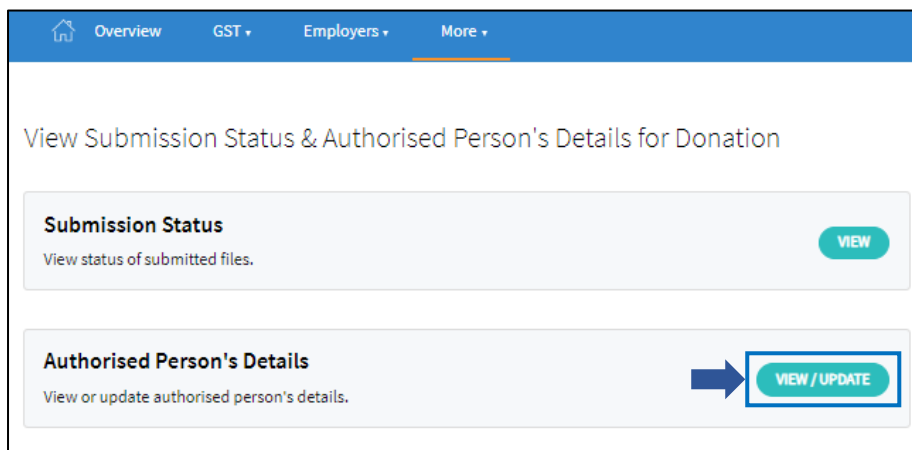 Overview GST Employers More
View Submission Status & Authorised Person's Details for Donation
Submission Status
View status of submitted files.
VIEW
Authorised Person's Details
View or update authorised person's details.
VIEW / UPDATE